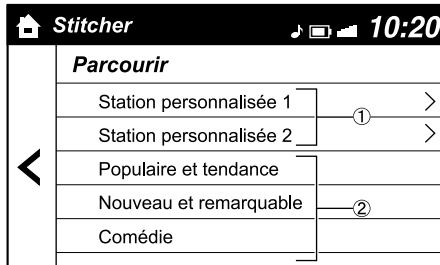 Stitcher 10:20
Parcourir
Station personnalisée 1
①
Station personnalisée 2
Populaire et tendance
Nouveau et remarquable
②
Comédie